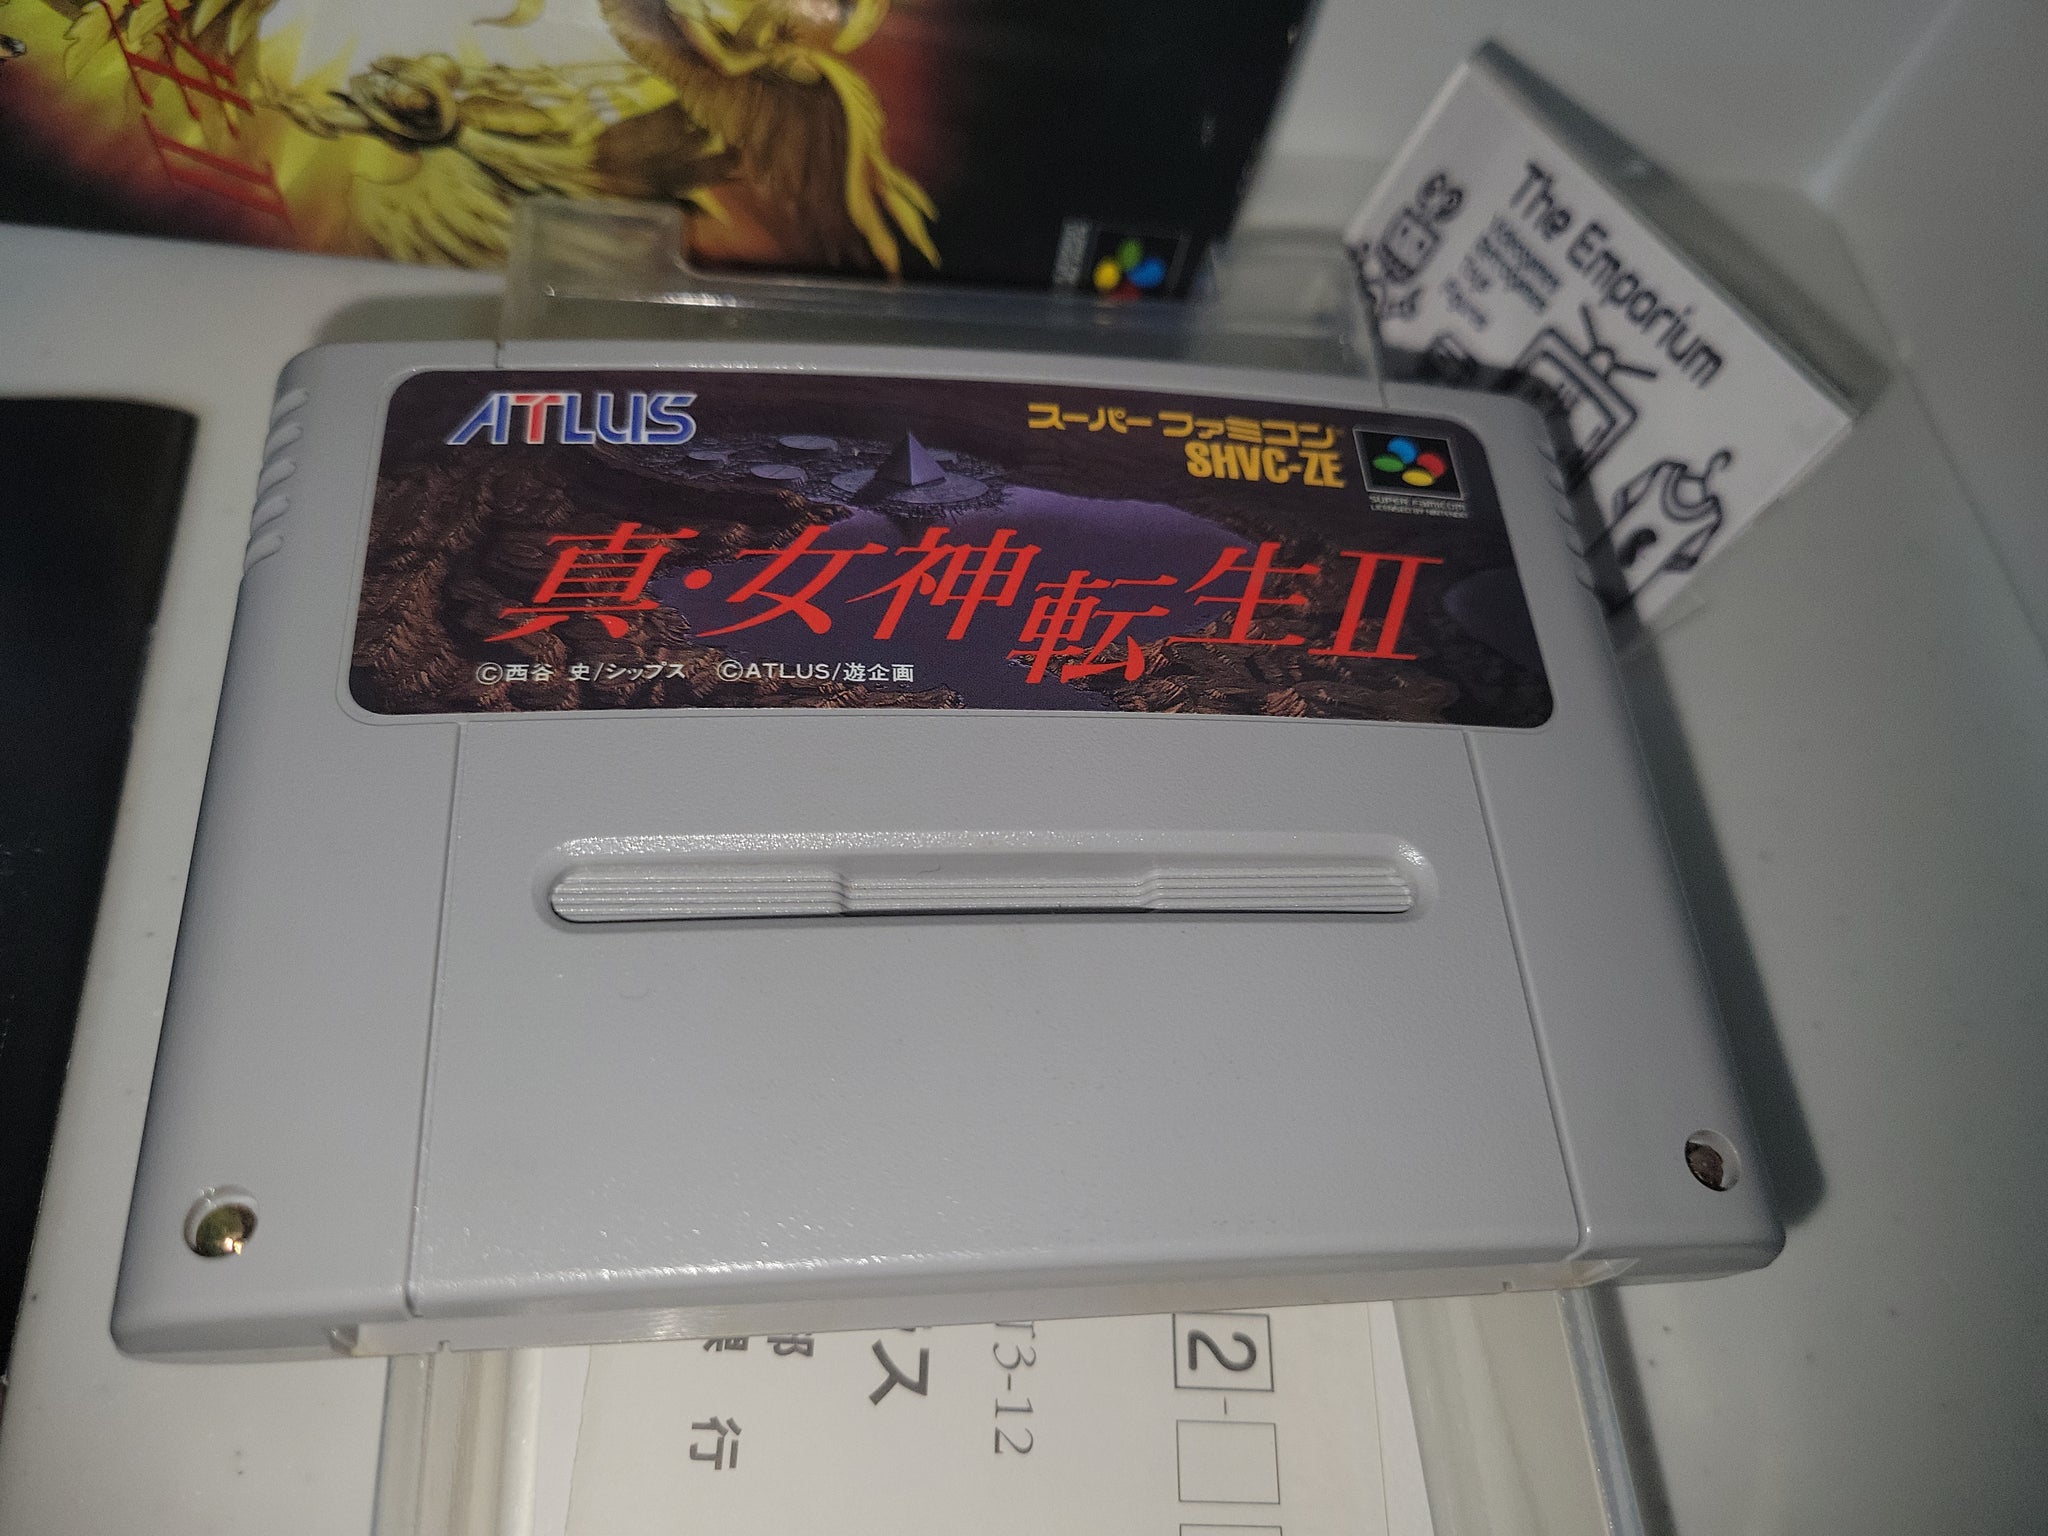 The Emporium
ATLUS
スーパーファミコン
SHVC-ZE
SUPER FAMICOM
LICENSED BY NINTENDO
真・女神転生II
©西谷 史/シップス ©ATLUS/遊企画
2-
3-12
ス
行